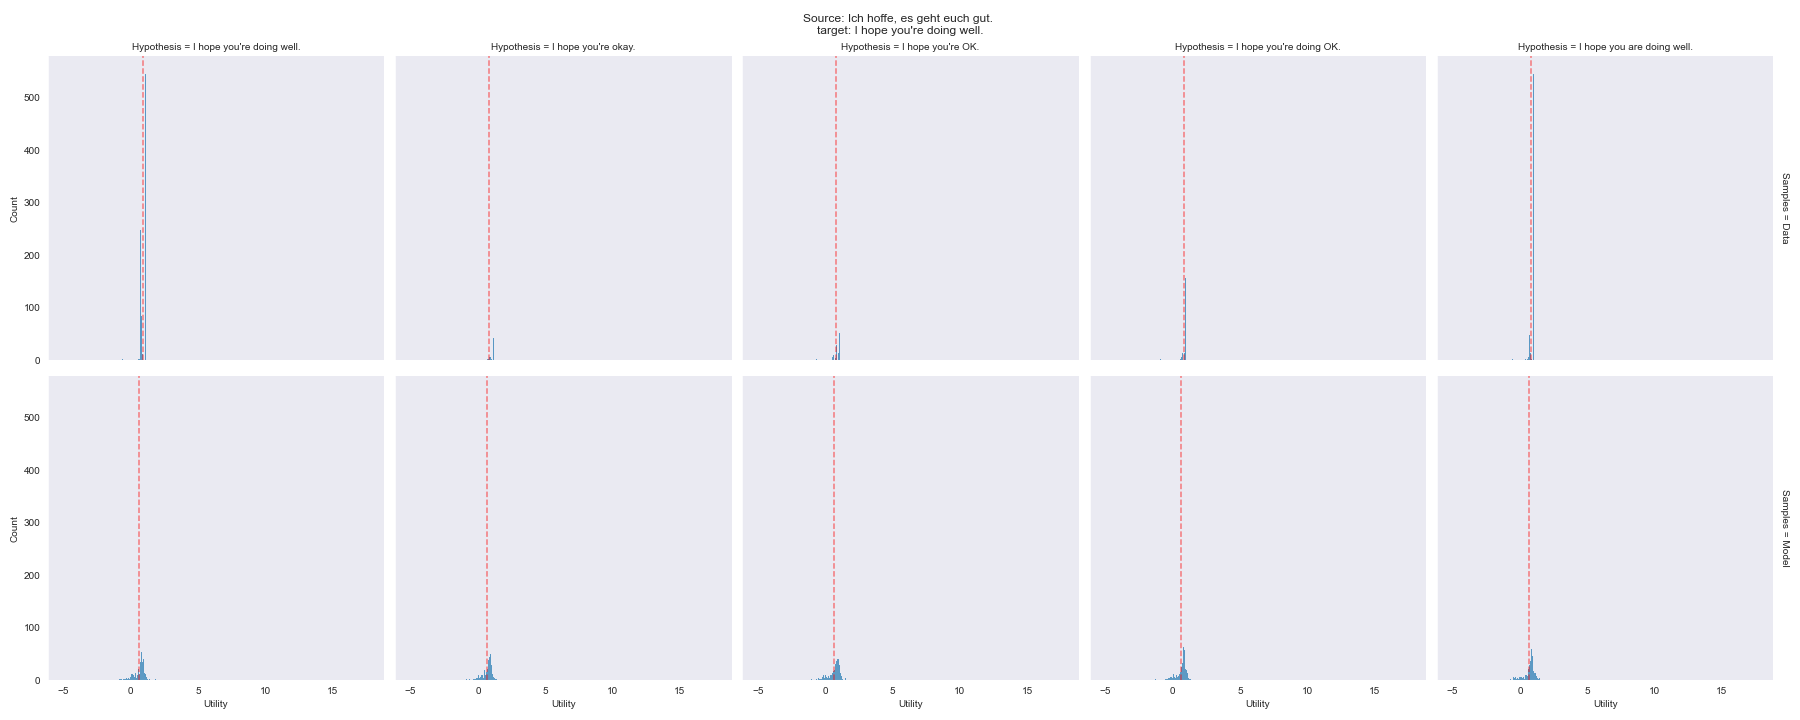 Source: Ich hoffe, es geht euch gut.
target: I hope you're doing well.
Hypothesis = I hope you're doing well.
Hypothesis = I hope you're okay.
Hypothesis = I hope you're OK.
Hypothesis = I hope you're doing OK.
Hypothesis = I hope you are doing well.
500
400
300
200
100
0
Count
Samples = Data
500
400
300
200
100
0
Count
Samples = Model
−5 0 5 10 15
−5 0 5 10 15
−5 0 5 10 15
−5 0 5 10 15
−5 0 5 10 15
Utility
Utility
Utility
Utility
Utility